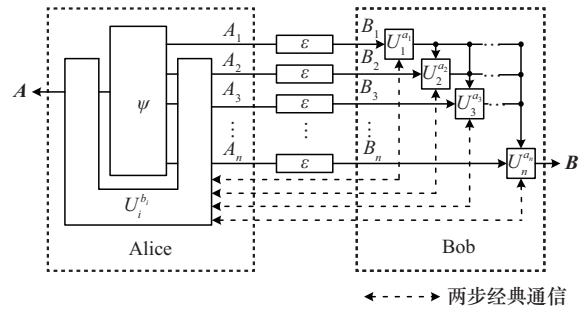 A₁ B₁ U₁^{a₁}
A₂ B₂ U₂^{a₂}
A ψ A₃ B₃ U₃^{a₃} B
ε ε ε ε
Aₙ Bₙ Uₙ^{aₙ}
Uᵢ^{bᵢ}
Alice Bob
两步经典通信